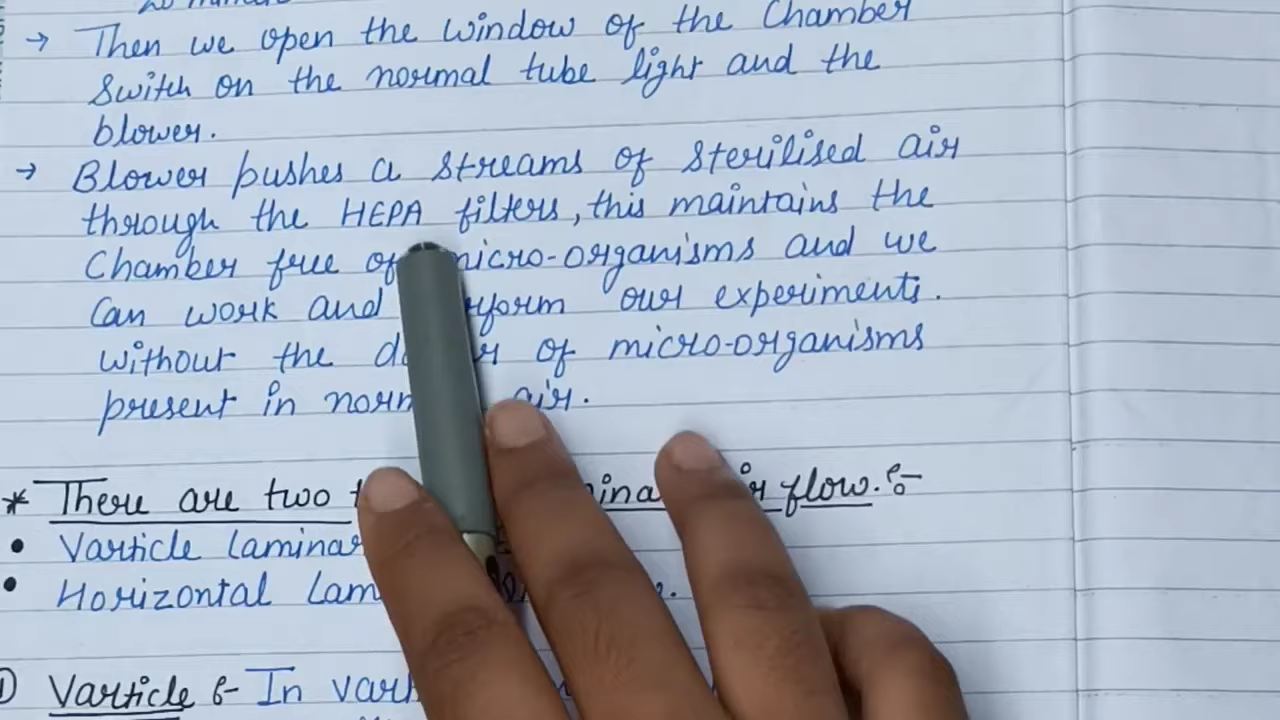 → Then we open the window of the Chamber
Switch on the normal tube light and the
blower.
→ Blower pushes a streams of sterilised air
through the HEPA filters, this maintains the
Chamber free of micro-organisms and we
Can work and our experiments.
without the of micro-organisms
present in air.
* There are two air flow :-
• Varticle laminar
• Horizontal
① Varticle :- In